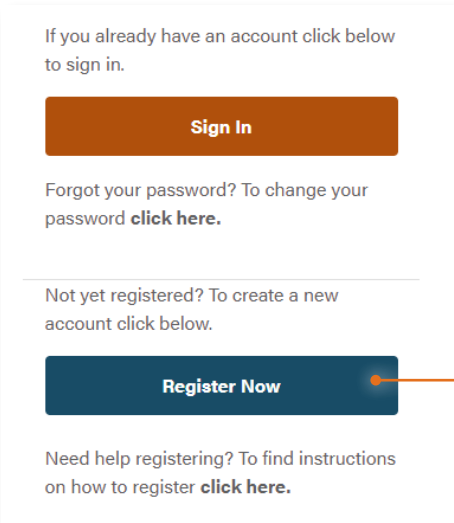 If you already have an account click below
to sign in.
Sign In
Forgot your password? To change your
password click here.
Not yet registered? To create a new
account click below.
Register Now
Need help registering? To find instructions
on how to register click here.